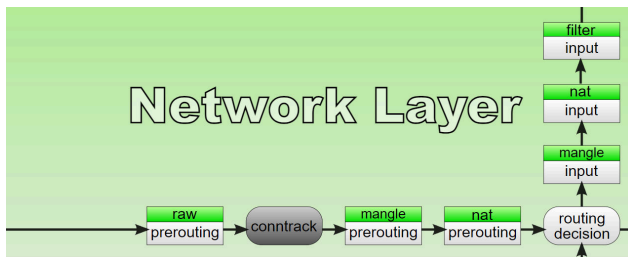 filter
input
Network Layer
nat
input
mangle
input
raw
prerouting
conntrack
mangle
prerouting
nat
prerouting
routing
decision